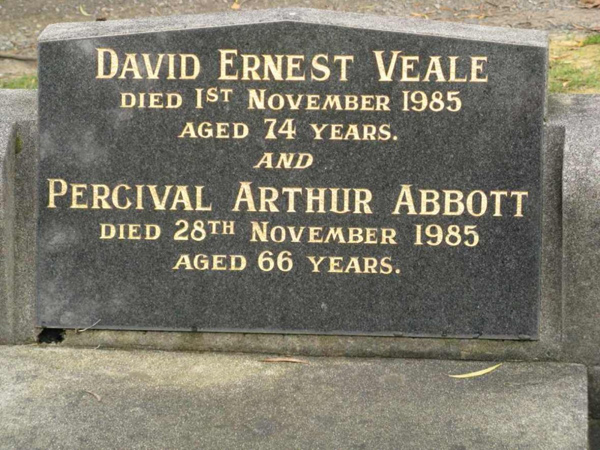 DAVID ERNEST VEALE
DIED 1ST NOVEMBER 1985
AGED 74 YEARS.
AND
PERCIVAL ARTHUR ABBOTT
DIED 28TH NOVEMBER 1985
AGED 66 YEARS.